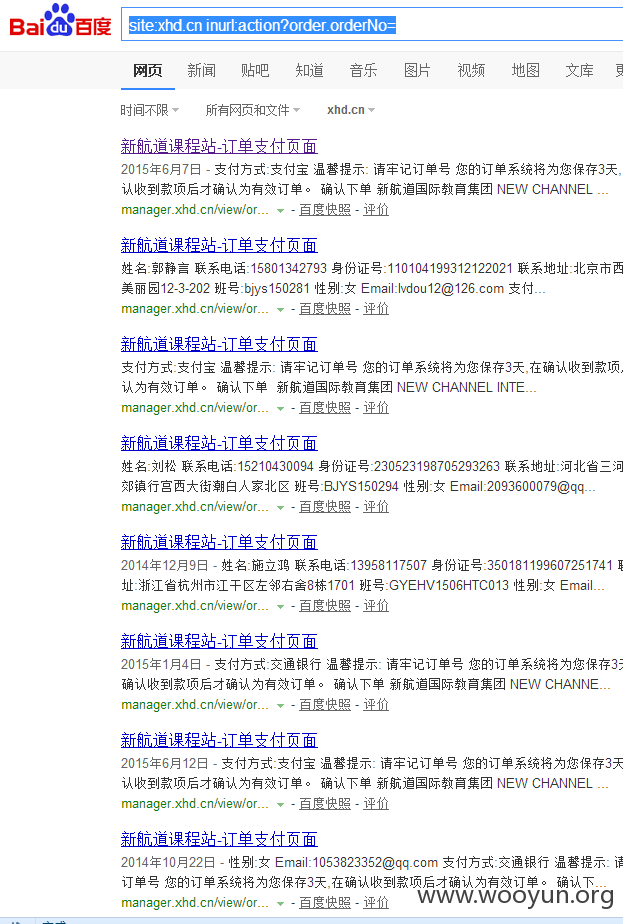 Bai du 百度
site:xhd.cn inurl:action?order.orderNo=
网页 新闻 贴吧 知道 音乐 图片 视频 地图 文库
时间不限 所有网页和文件 xhd.cn
新航道课程站-订单支付页面
2015年6月7日 - 支付方式:支付宝 温馨提示: 请牢记订单号 您的订单系统将为您保存3天,
认收到款项后才确认为有效订单。 确认下单 新航道国际教育集团 NEW CHANNEL ...
manager.xhd.cn/view/or... - 百度快照 - 评价
新航道课程站-订单支付页面
姓名:郭静言 联系电话:15801342793 身份证号:110104199312122021 联系地址:北京市西
美丽园12-3-202 班号:bjys150281 性别:女 Email:lvdou12@126.com 支付...
manager.xhd.cn/view/or... - 百度快照 - 评价
新航道课程站-订单支付页面
支付方式:支付宝 温馨提示: 请牢记订单号 您的订单系统将为您保存3天,在确认收到款项
认为有效订单。 确认下单 新航道国际教育集团 NEW CHANNEL INTE...
manager.xhd.cn/view/or... - 百度快照 - 评价
新航道课程站-订单支付页面
姓名:刘松 联系电话:15210430094 身份证号:230523198705293263 联系地址:河北省三河
郊镇行宫西大街潮白人家北区 班号:BJYS150294 性别:女 Email:2093600079@qq...
manager.xhd.cn/view/or... - 百度快照 - 评价
新航道课程站-订单支付页面
2014年12月9日 - 姓名:施立鸿 联系电话:13958117507 身份证号:350181199607251741
址:浙江省杭州市江干区左邻右舍8栋1701 班号:GYEHV1506HTC013 性别:女 Email...
manager.xhd.cn/view/or... - 百度快照 - 评价
新航道课程站-订单支付页面
2015年1月4日 - 支付方式:交通银行 温馨提示: 请牢记订单号 您的订单系统将为您保存3
确认收到款项后才确认为有效订单。 确认下单 新航道国际教育集团 NEW CHANNE...
manager.xhd.cn/view/or... - 百度快照 - 评价
新航道课程站-订单支付页面
2015年6月12日 - 支付方式:支付宝 温馨提示: 请牢记订单号 您的订单系统将为您保存3天
认收到款项后才确认为有效订单。 确认下单 新航道国际教育集团 NEW CHANNEL ...
manager.xhd.cn/view/or... - 百度快照 - 评价
新航道课程站-订单支付页面
2014年10月22日 - 性别:女 Email:1053823352@qq.com 支付方式:交通银行 温馨提示: 请
订单号 您的订单系统将为您保存3天,在确认收到款项后才确认为有效订单。 确认下...
manager.xhd.cn/view/or... - 百度快照 - 评价
www.wooyun.org